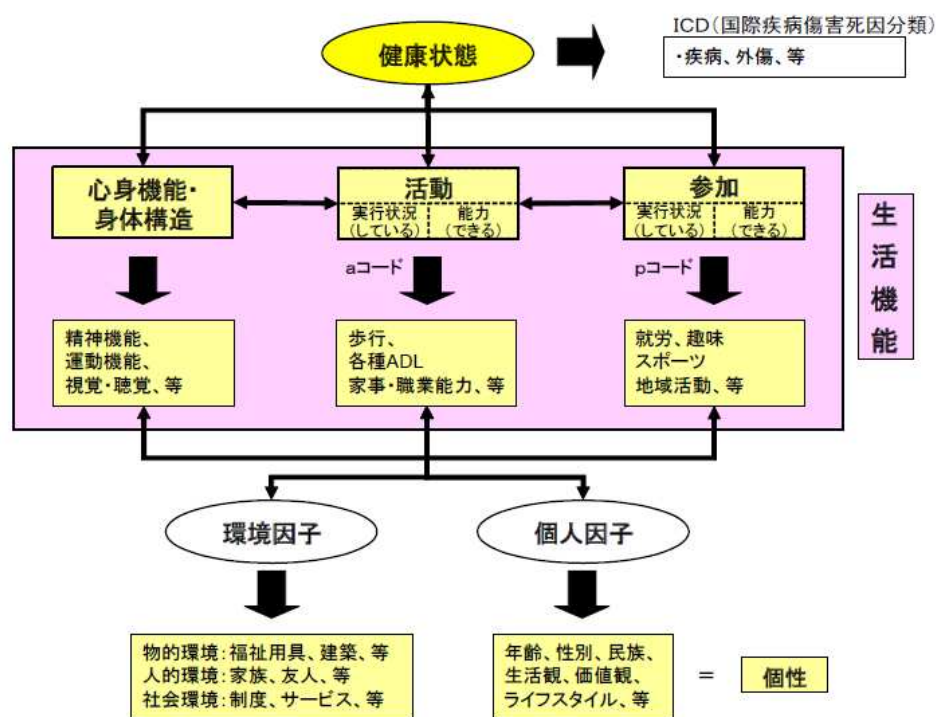 ICD(国際疾病傷害死因分類)
・疾病、外傷、等
健康状態
心身機能・
身体構造
活動
実行状況
(している)
能力
(できる)
参加
実行状況
(している)
能力
(できる)
生活機能
aコード
pコード
精神機能、
運動機能、
視覚・聴覚、等
歩行、
各種ADL
家事・職業能力、等
就労、趣味
スポーツ
地域活動、等
環境因子
個人因子
物的環境:福祉用具、建築、等
人的環境:家族、友人、等
社会環境:制度、サービス、等
年齢、性別、民族、
生活観、価値観、
ライフスタイル、等
=
個性